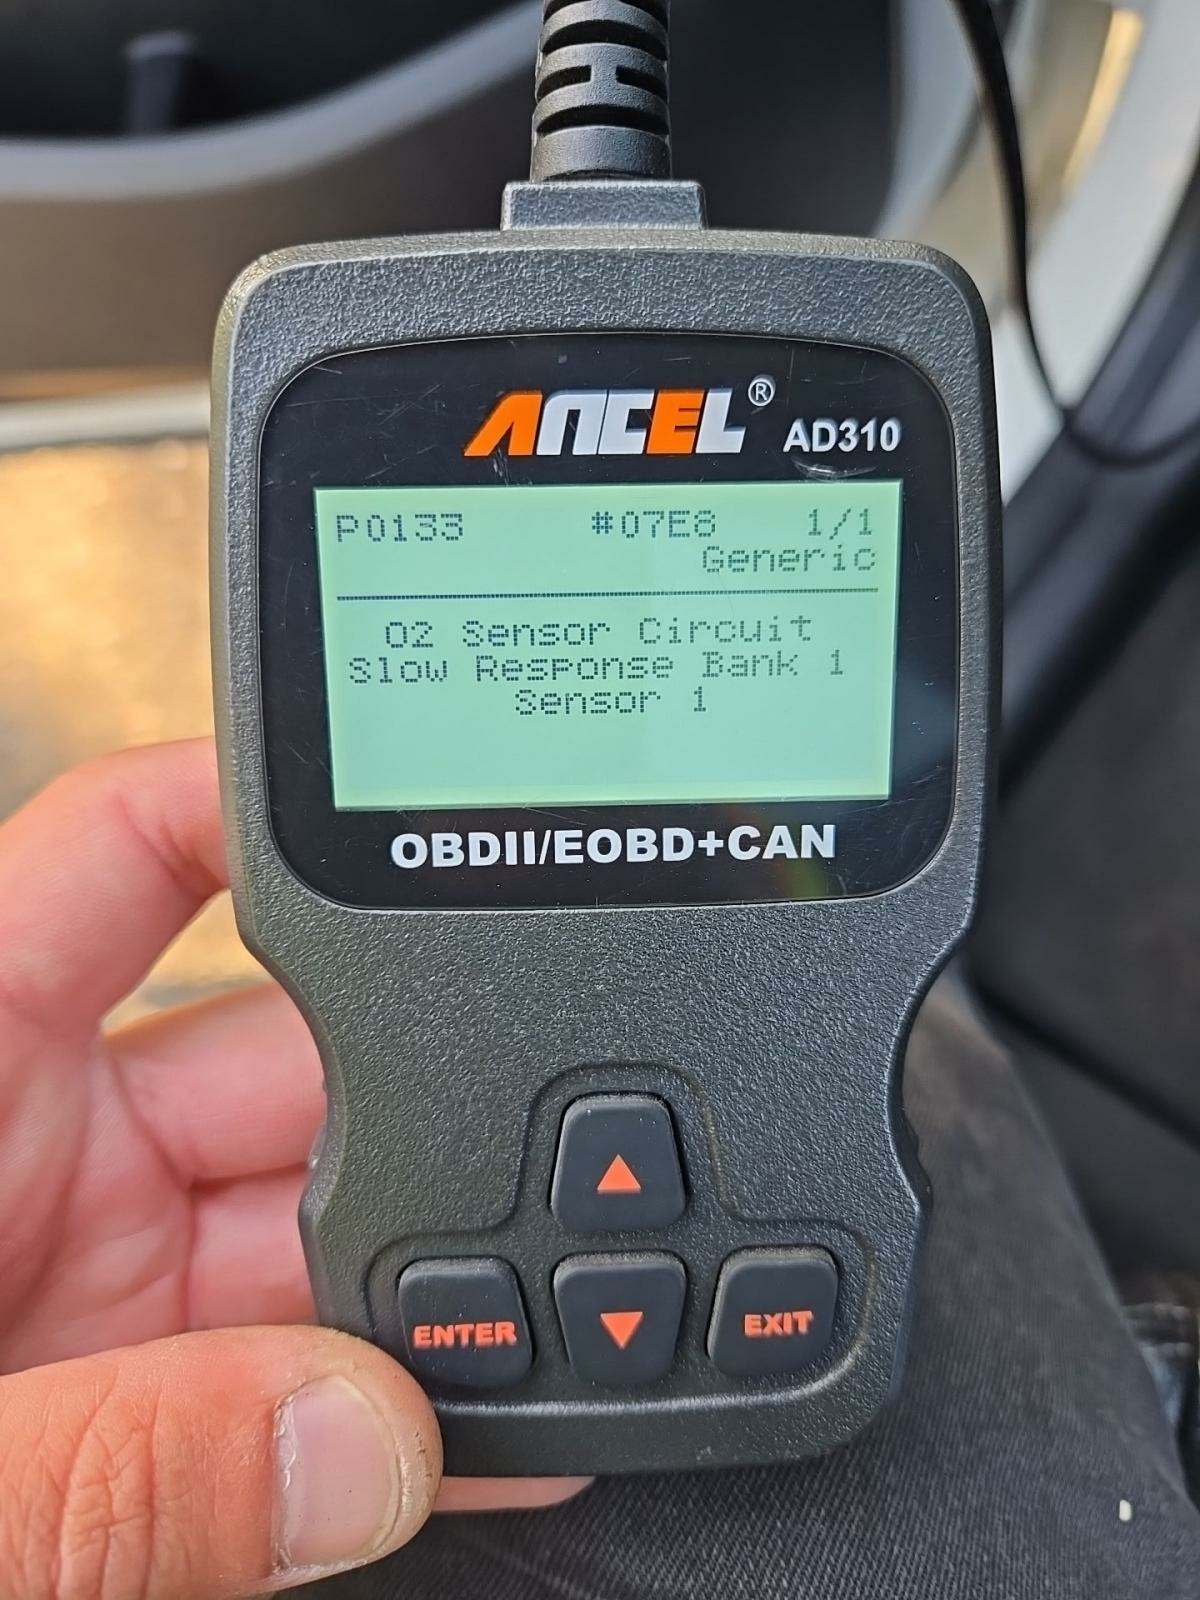 ANCEL® AD310
P0133 #07E8 1/1
Generic
O2 Sensor Circuit
Slow Response Bank 1
Sensor 1
OBDII/EOBD+CAN
ENTER EXIT